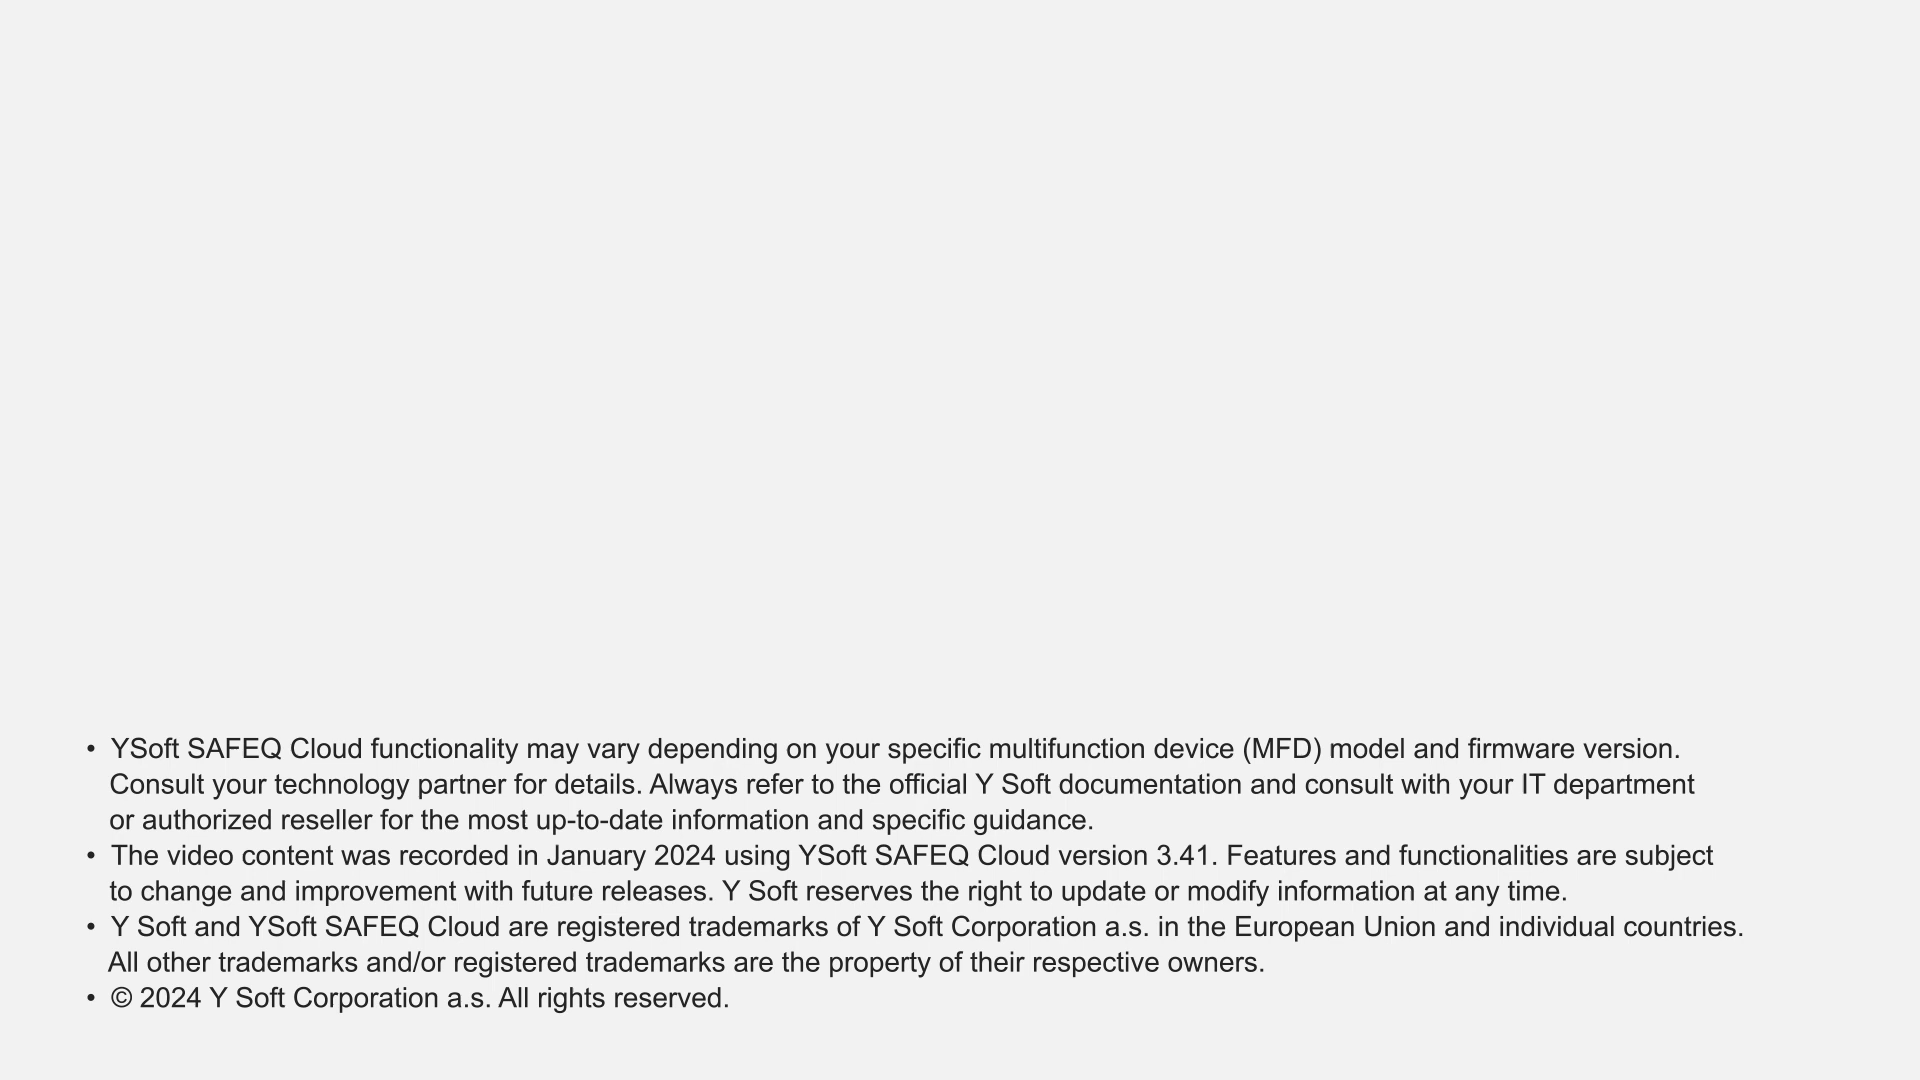 • YSoft SAFEQ Cloud functionality may vary depending on your specific multifunction device (MFD) model and firmware version.
Consult your technology partner for details. Always refer to the official Y Soft documentation and consult with your IT department
or authorized reseller for the most up-to-date information and specific guidance.
• The video content was recorded in January 2024 using YSoft SAFEQ Cloud version 3.41. Features and functionalities are subject
to change and improvement with future releases. Y Soft reserves the right to update or modify information at any time.
• Y Soft and YSoft SAFEQ Cloud are registered trademarks of Y Soft Corporation a.s. in the European Union and individual countries.
All other trademarks and/or registered trademarks are the property of their respective owners.
• © 2024 Y Soft Corporation a.s. All rights reserved.